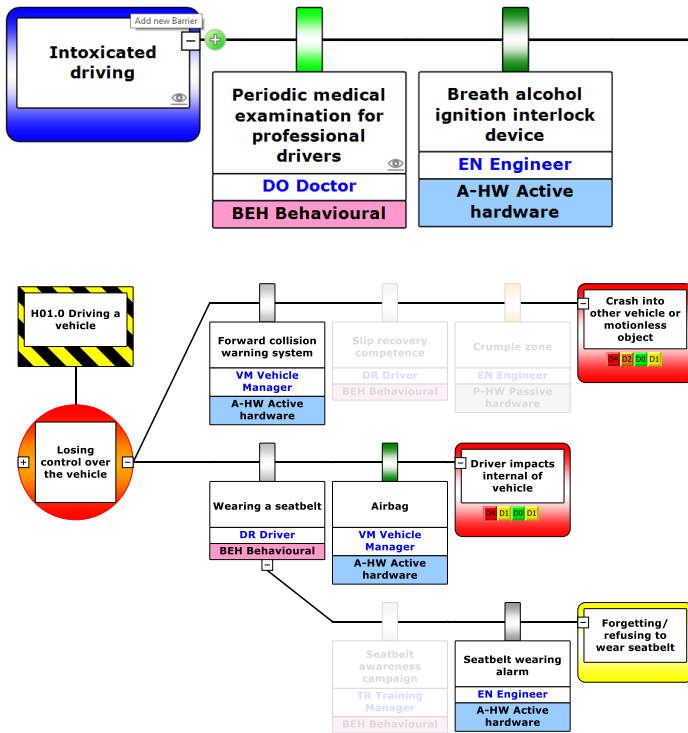 Add new Barrier
Intoxicated
driving
Periodic medical
examination for
professional
drivers
DO Doctor
BEH Behavioural
Breath alcohol
ignition interlock
device
EN Engineer
A-HW Active
hardware
H01.0 Driving a
vehicle
Losing
control over
the vehicle
Forward collision
warning system
VM Vehicle
Manager
A-HW Active
hardware
Slip recovery
competence
DR Driver
BEH Behavioural
Crumple zone
EN Engineer
P-HW Passive
hardware
Crash into
other vehicle or
motionless
object
D4 D2 D0 D1
Wearing a seatbelt
DR Driver
BEH Behavioural
Airbag
VM Vehicle
Manager
A-HW Active
hardware
Driver impacts
internal of
vehicle
D4 D1 D0 D1
Seatbelt
awareness
campaign
TR Training
Manager
BEH Behavioural
Seatbelt wearing
alarm
EN Engineer
A-HW Active
hardware
Forgetting/
refusing to
wear seatbelt